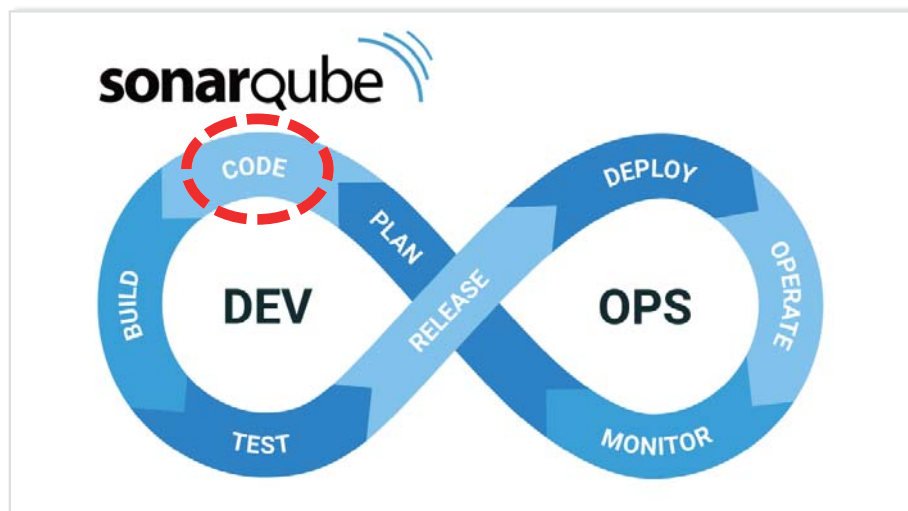 sonarqube
CODE
DEPLOY
PLAN
OPERATE
BUILD
DEV
RELEASE
OPS
TEST
MONITOR